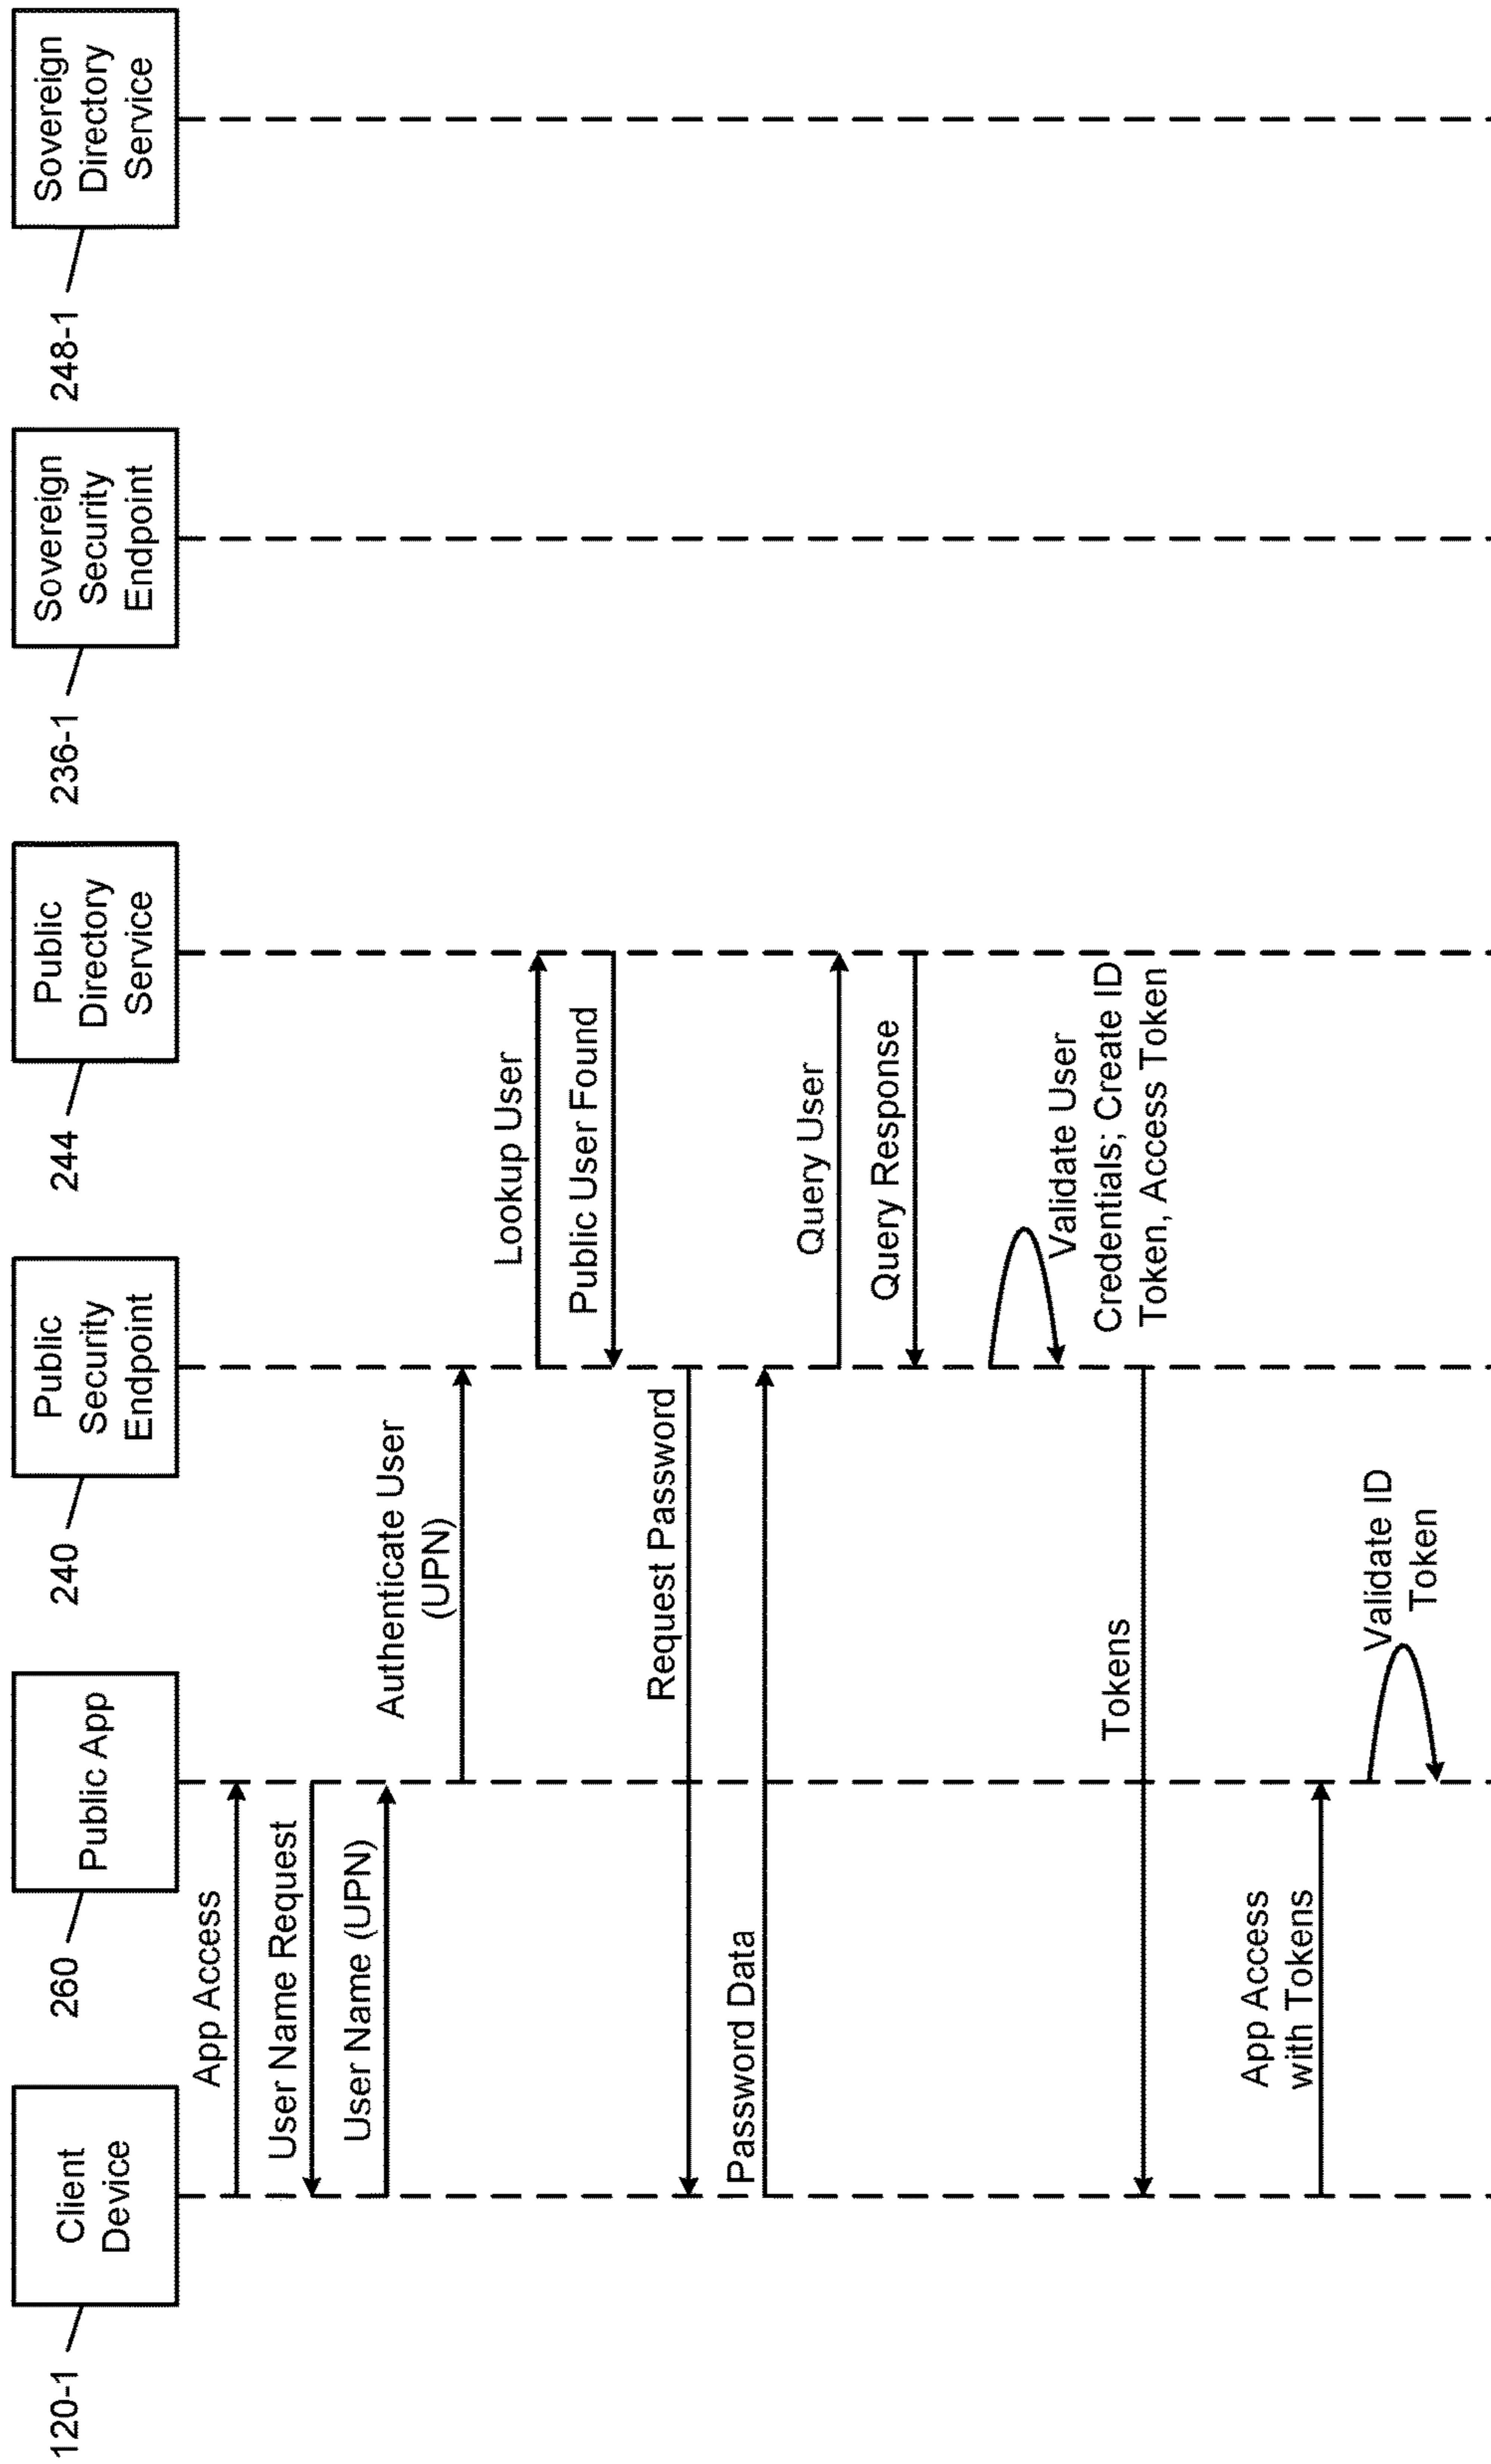 120-1
Client
Device
260
Public App
240
Public
Security
Endpoint
244
Public
Directory
Service
236-1
Sovereign
Security
Endpoint
248-1
Sovereign
Directory
Service
App Access
User Name Request
User Name (UPN)
Authenticate User
(UPN)
Lookup User
Public User Found
Request Password
Password Data
Query User
Query Response
Validate User
Credentials; Create ID
Token, Access Token
Tokens
App Access
with Tokens
Validate ID
Token